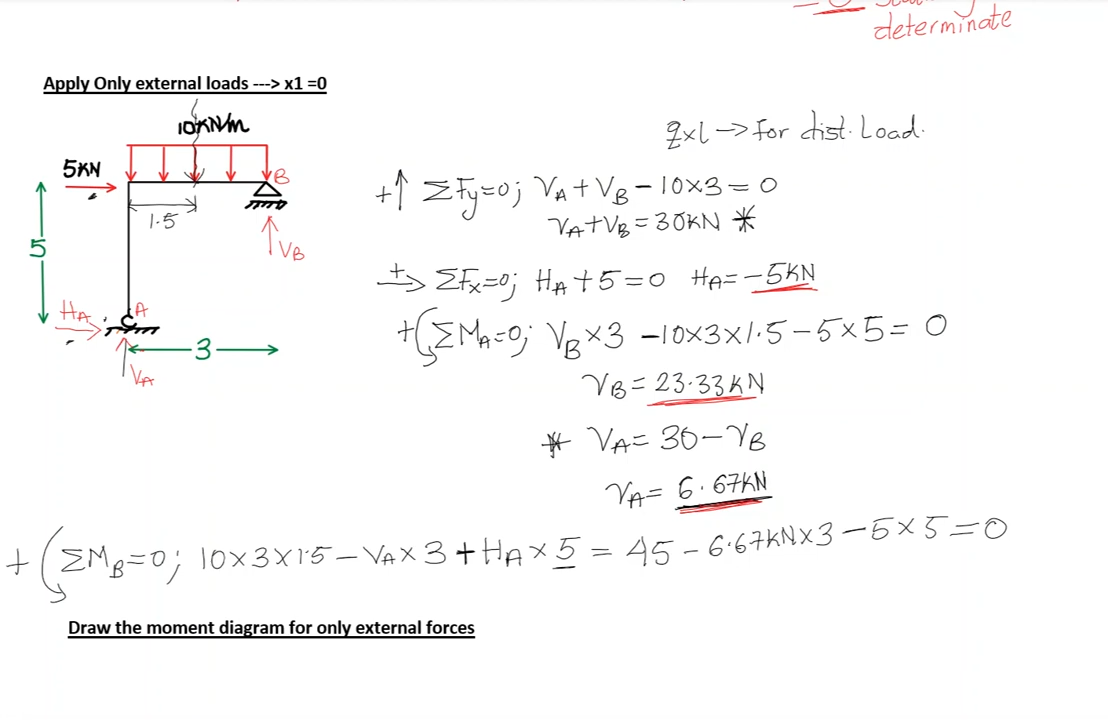 determinate
Apply Only external loads ---> x1 =0
10KN/m
qxl -> For dist. Load.
5KN
B
+↑ ΣFy=0; VA+VB-10×3=0
1.5
VA+VB=30KN *
5
VB
+→ ΣFx=0; HA+5=0 HA=-5KN
HA
A
+ ΣMA=0; VB×3 -10×3×1.5-5×5=0
3
VA
VB=23.33KN
* VA=30-VB
VA=6.67KN
+ ΣMB=0; 10×3×1.5-VA×3+HA×5=45-6.67KN×3-5×5=0
Draw the moment diagram for only external forces